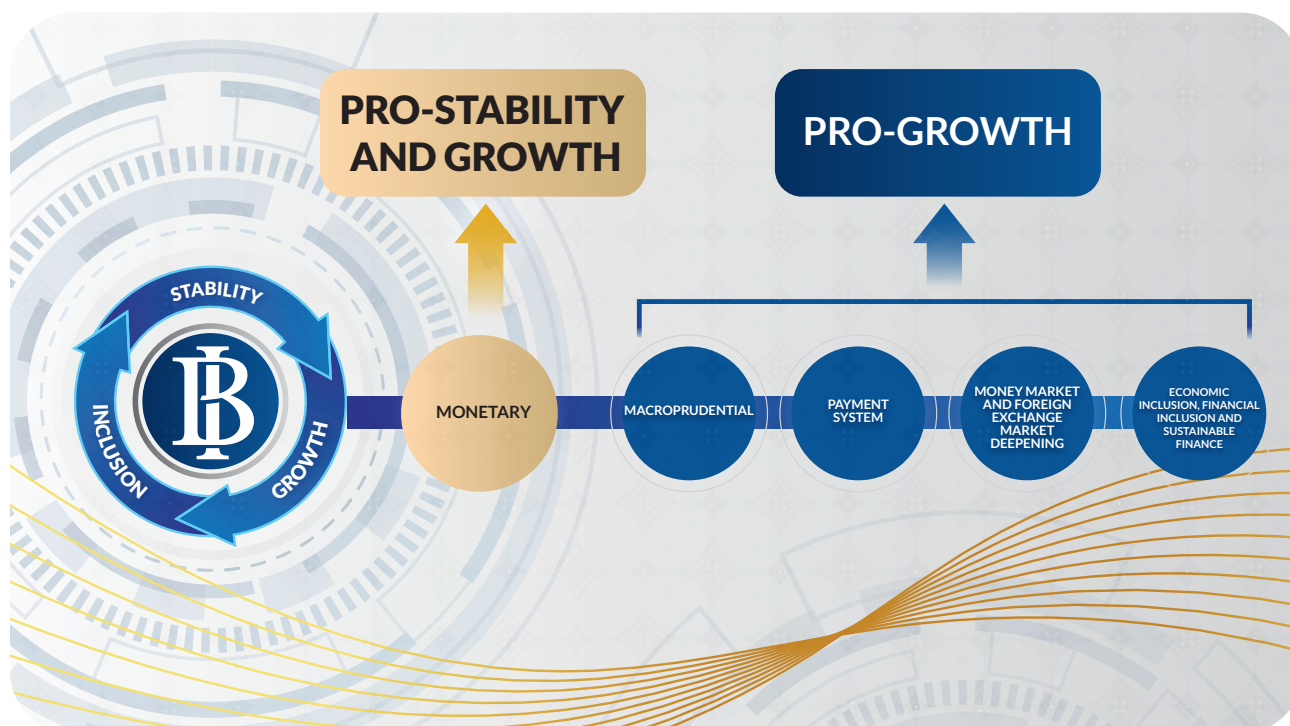 PRO-STABILITY
AND GROWTH
PRO-GROWTH
STABILITY
GROWTH
INCLUSION
BI
MONETARY
MACROPRUDENTIAL
PAYMENT
SYSTEM
MONEY MARKET
AND FOREIGN
EXCHANGE
MARKET
DEEPENING
ECONOMIC
INCLUSION, FINANCIAL
INCLUSION AND
SUSTAINABLE
FINANCE